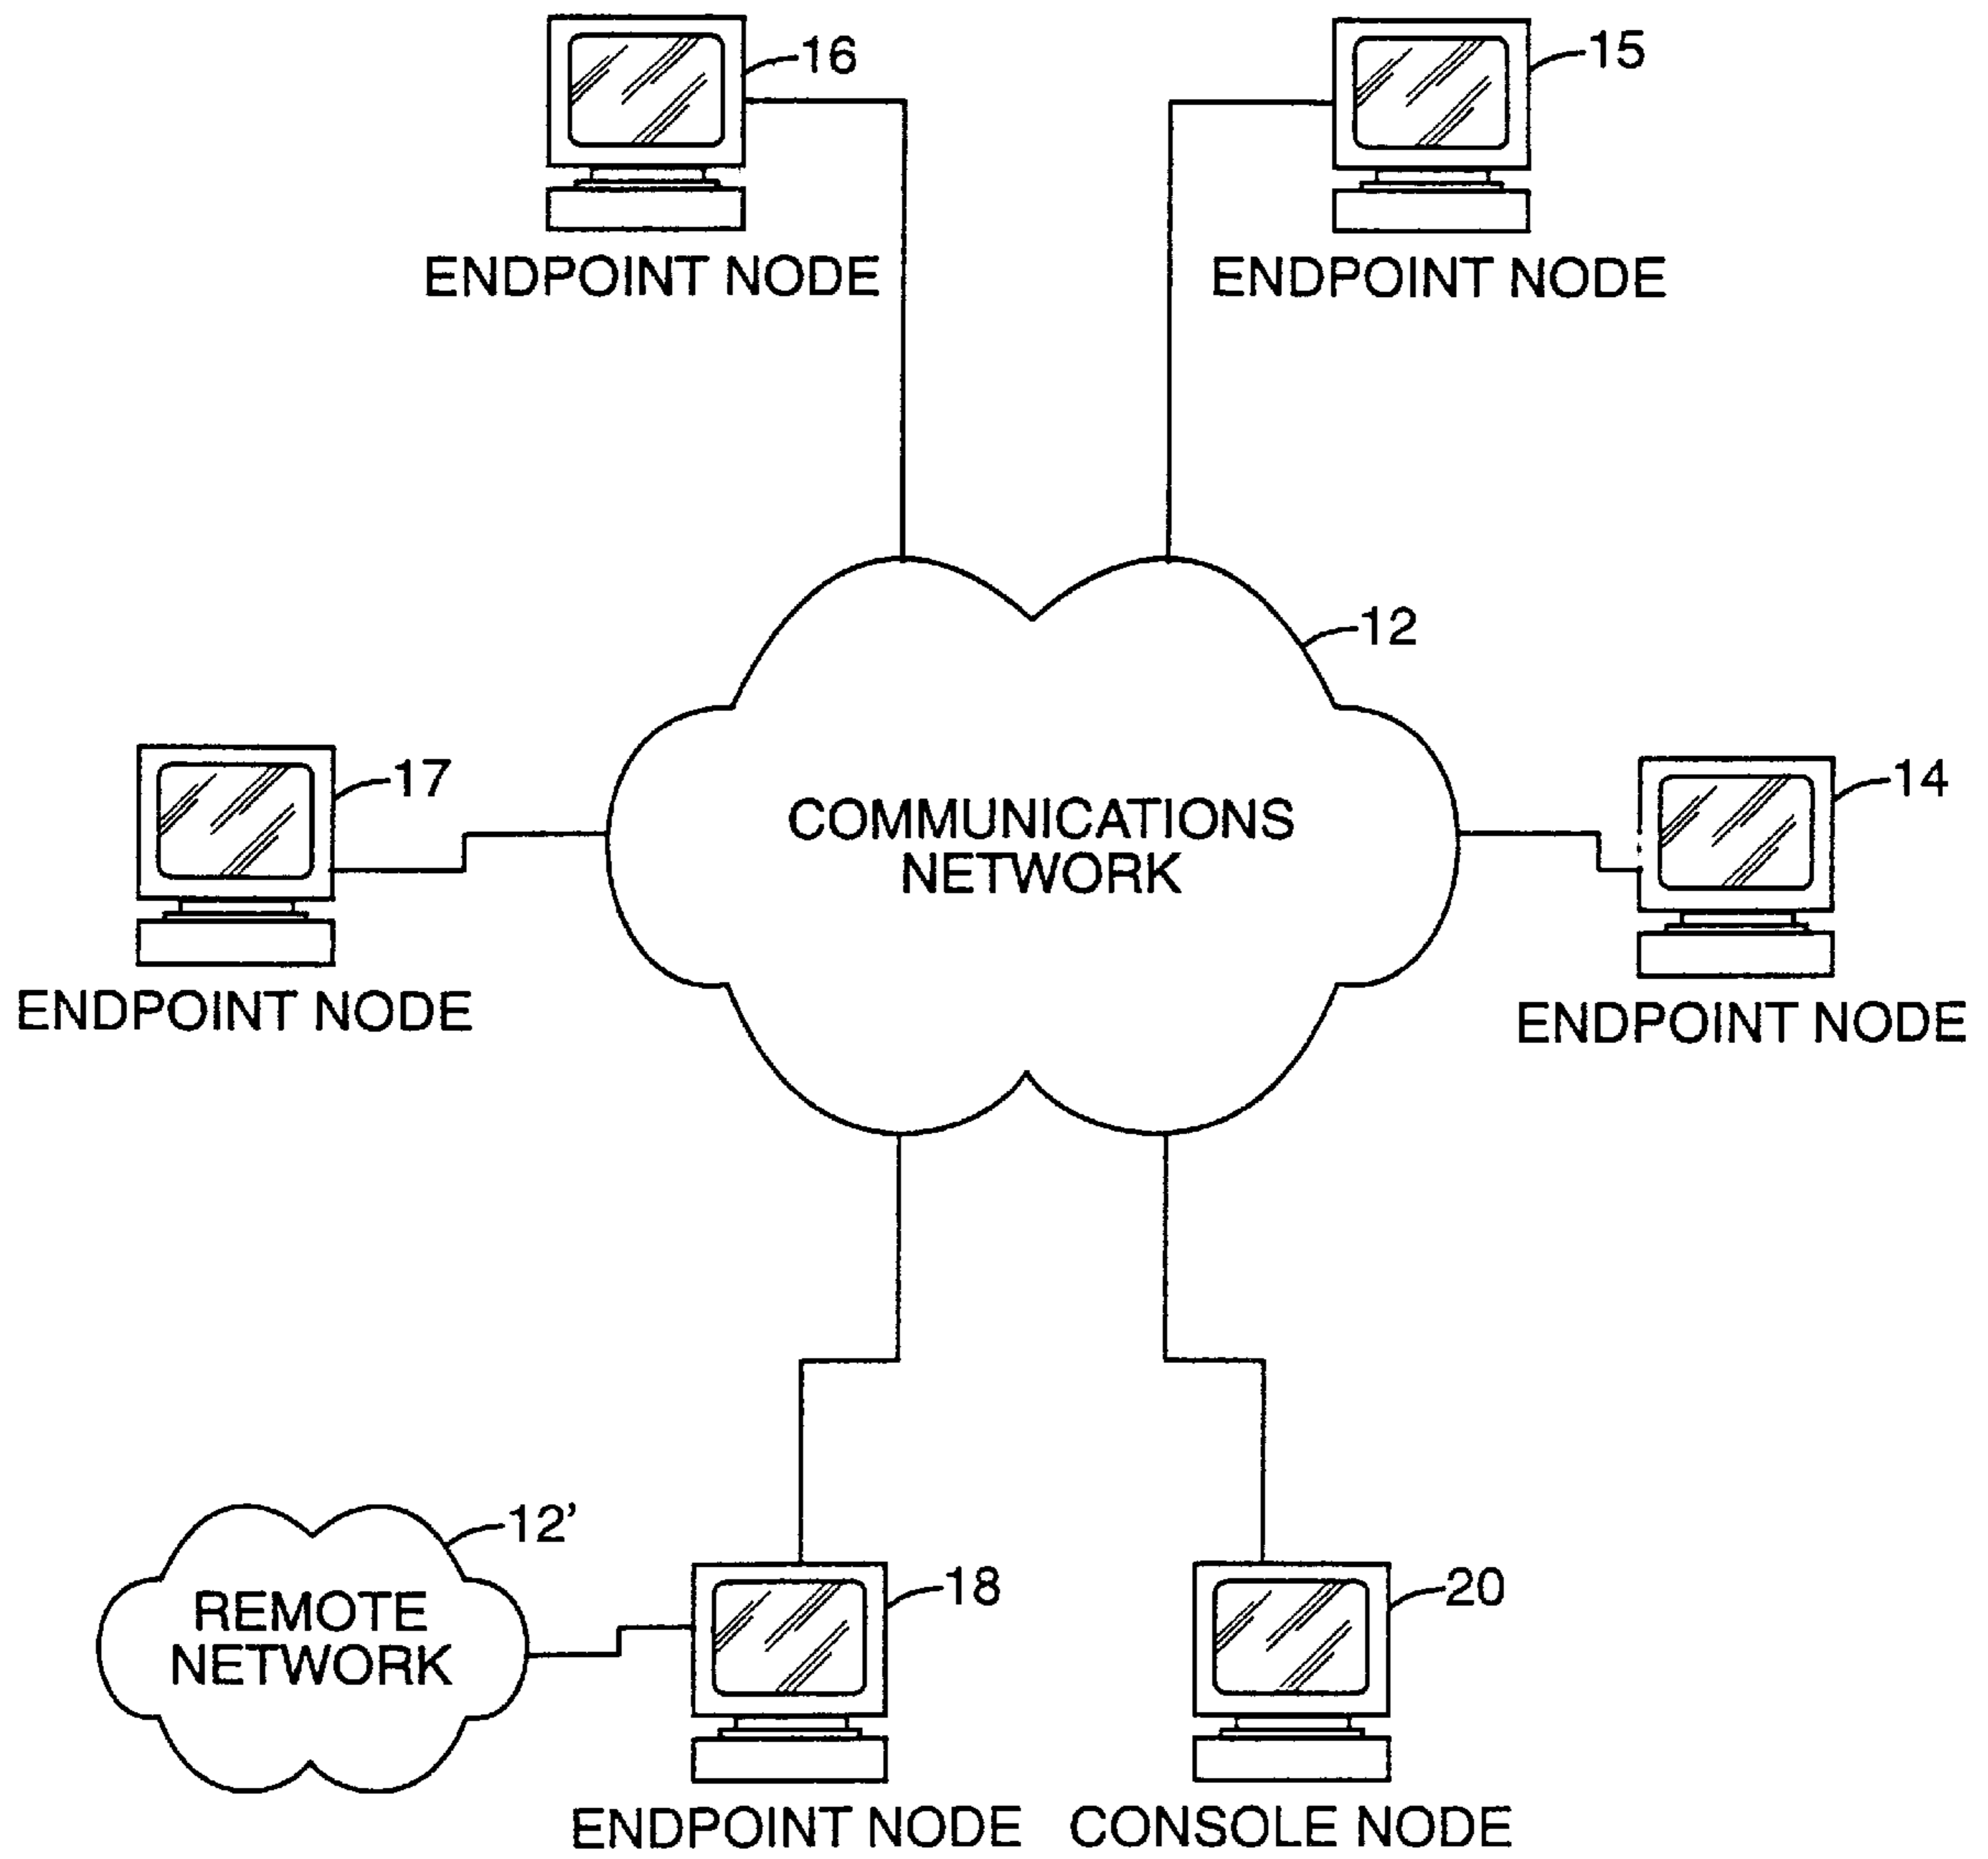 16
15
ENDPOINT NODE
ENDPOINT NODE
12
17
14
COMMUNICATIONS
NETWORK
ENDPOINT NODE
ENDPOINT NODE
12'
REMOTE
NETWORK
18
20
ENDPOINT NODE
CONSOLE NODE